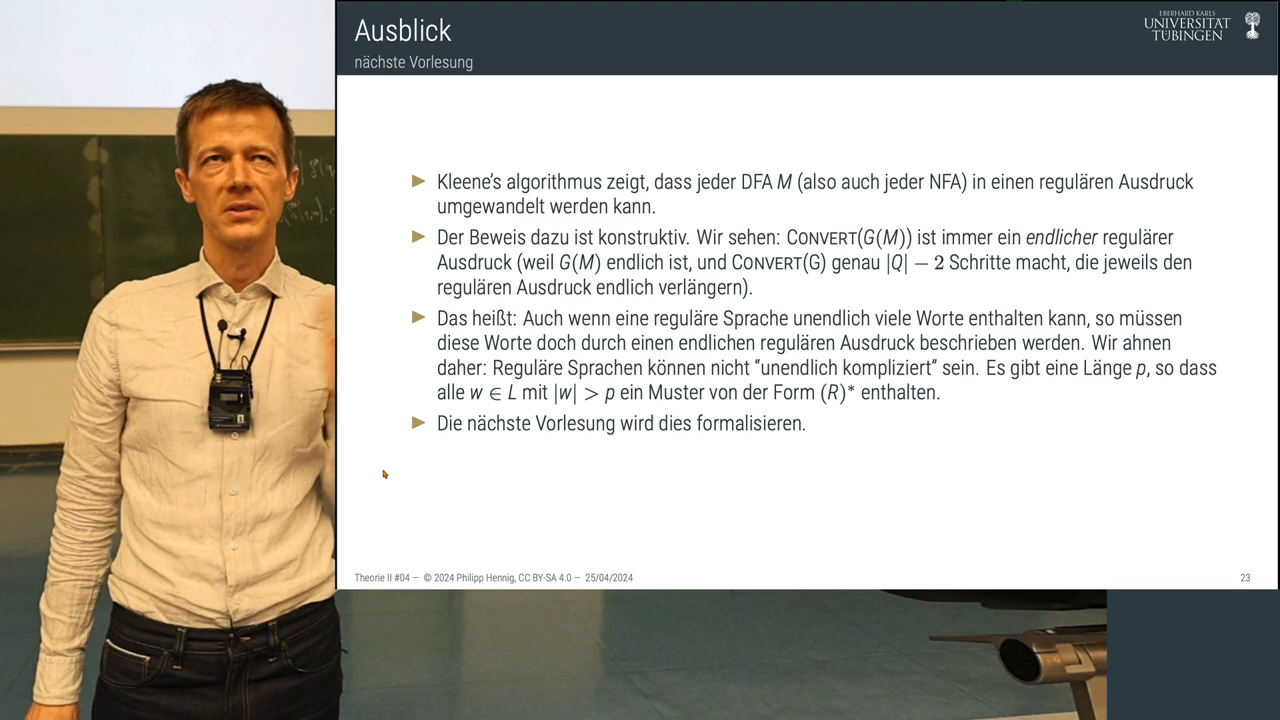 Ausblick
nächste Vorlesung
EBERHARD KARLS
UNIVERSITÄT
TÜBINGEN
► Kleene's algorithmus zeigt, dass jeder DFA M (also auch jeder NFA) in einen regulären Ausdruck
umgewandelt werden kann.
► Der Beweis dazu ist konstruktiv. Wir sehen: CONVERT(G(M)) ist immer ein endlicher regulärer
Ausdruck (weil G(M) endlich ist, und CONVERT(G) genau |Q| − 2 Schritte macht, die jeweils den
regulären Ausdruck endlich verlängern).
► Das heißt: Auch wenn eine reguläre Sprache unendlich viele Worte enthalten kann, so müssen
diese Worte doch durch einen endlichen regulären Ausdruck beschrieben werden. Wir ahnen
daher: Reguläre Sprachen können nicht “unendlich kompliziert” sein. Es gibt eine Länge p, so dass
alle w ∈ L mit |w| > p ein Muster von der Form (R)* enthalten.
► Die nächste Vorlesung wird dies formalisieren.
Theorie II #04 — © 2024 Philipp Hennig, CC BY-SA 4.0 — 25/04/2024
23